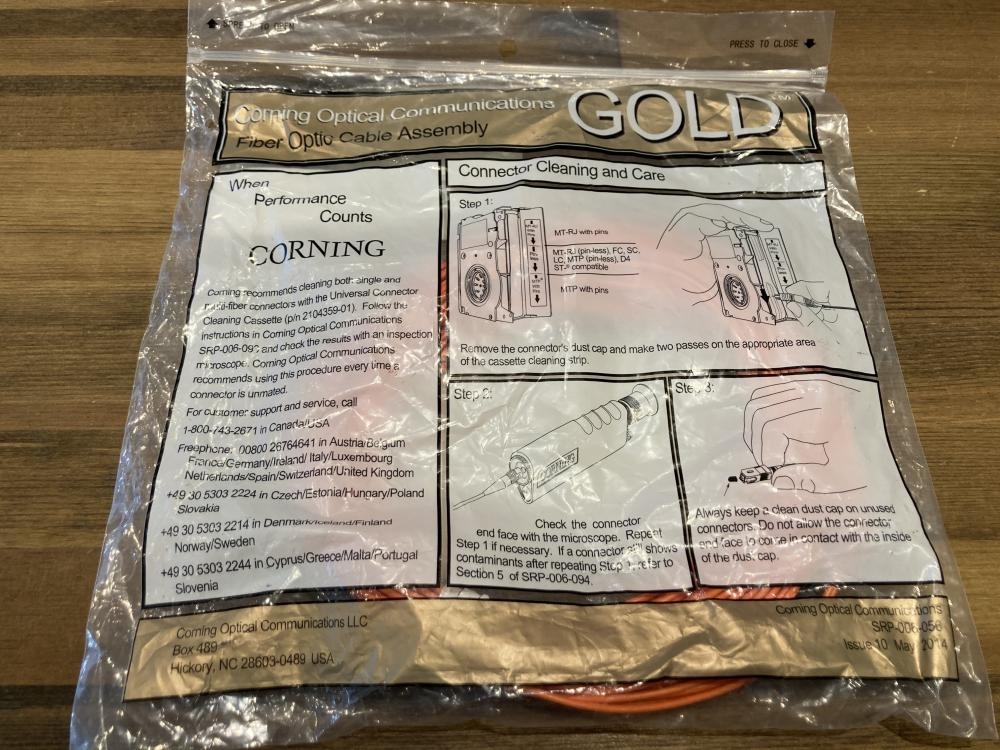 TO OPEN
PRESS TO CLOSE
Corning Optical Communications
Fiber Optic Cable Assembly
GOLD™
When
Performance
Counts
CORNING
Corning recommends cleaning both single and
multi-fiber connectors with the Universal Connector
Cleaning Cassette (p/n 2104359-01). Follow the
instructions in Corning Optical Communications
and check the results with an inspection
microscope. Corning Optical Communications
recommends using this procedure every time a
connector is unmated.
For customer support and service, call
1-800-743-2671 in Canada/USA
Freephone: 00800 26764641 in Austria/Belgium
France/Germany/Ireland/ Italy/Luxembourg
Netherlands/Spain/Switzerland/United Kingdom
+49 30 5303 2224 in Czech/Estonia/Hungary/Poland
Slovakia
+49 30 5303 2214 in Denmark/Iceland/Finland
Norway/Sweden
+49 30 5303 2244 in Cyprus/Greece/Malta/Portugal
Slovenia
Connector Cleaning and Care
Step 1:
MT-RJ with pins
MT-RJ (pin-less), FC, SC,
LC, MTP (pin-less), D4
ST® compatible
MTP with pins
Remove the connector's dust cap and make two passes on the appropriate area
of the cassette cleaning strip.
Step 2:
CORNING
Check the connector
end face with the microscope. Repeat
Step 1 if necessary. If a connector still shows
contaminants after repeating Step 1, refer to
Section 5 of SRP-006-094.
Step 3:
Always keep a clean dust cap on unused
connectors. Do not allow the connector
end face to come in contact with the inside
of the dust cap.
Corning Optical Communications LLC
Box 489
Hickory, NC 28603-0489 USA
Corning Optical Communications
SRP-006-056
Issue 10 May 2014